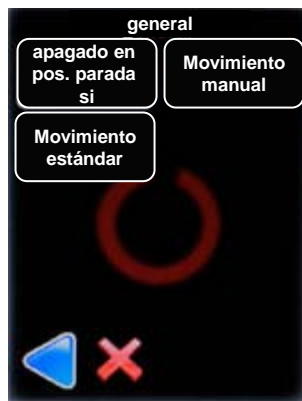 general
apagado en
pos. parada
si
Movimiento
manual
Movimiento
estándar